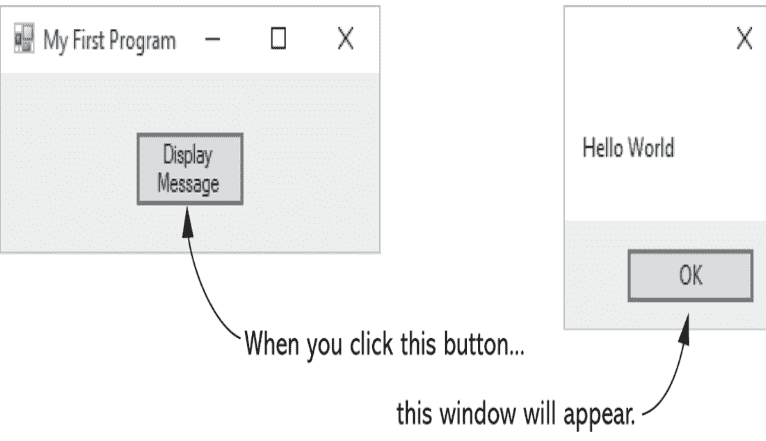 My First Program
Display
Message
Hello World
OK
When you click this button...
this window will appear.